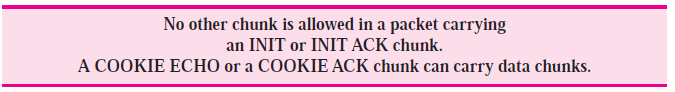 No other chunk is allowed in a packet carrying
an INIT or INIT ACK chunk.
A COOKIE ECHO or a COOKIE ACK chunk can carry data chunks.